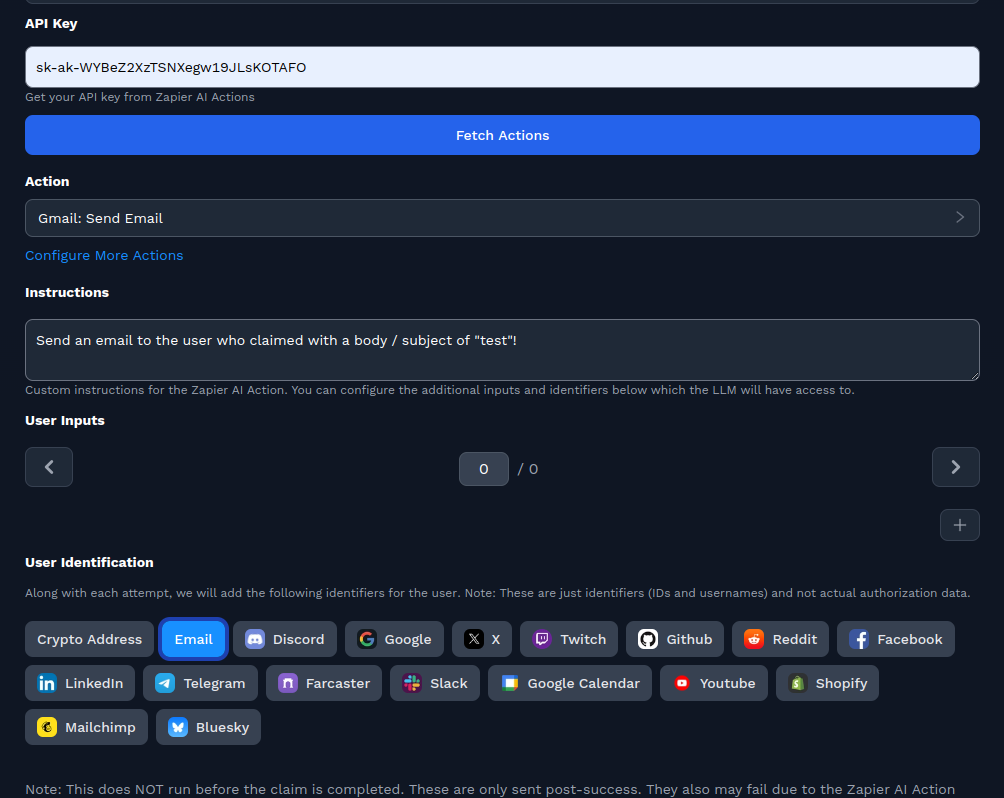 API Key
sk-ak-WYBeZ2XzTSNXegw19JLsKOTAFO
Get your API key from Zapier AI Actions
Fetch Actions
Action
Gmail: Send Email
Configure More Actions
Instructions
Send an email to the user who claimed with a body / subject of "test"!
Custom instructions for the Zapier AI Action. You can configure the additional inputs and identifiers below which the LLM will have access to.
User Inputs
0 / 0
User Identification
Along with each attempt, we will add the following identifiers for the user. Note: These are just identifiers (IDs and usernames) and not actual authorization data.
Crypto Address Email Discord Google X Twitch Github Reddit Facebook
LinkedIn Telegram Farcaster Slack Google Calendar Youtube Shopify
Mailchimp Bluesky
Note: This does NOT run before the claim is completed. These are only sent post-success. They also may fail due to the Zapier AI Action